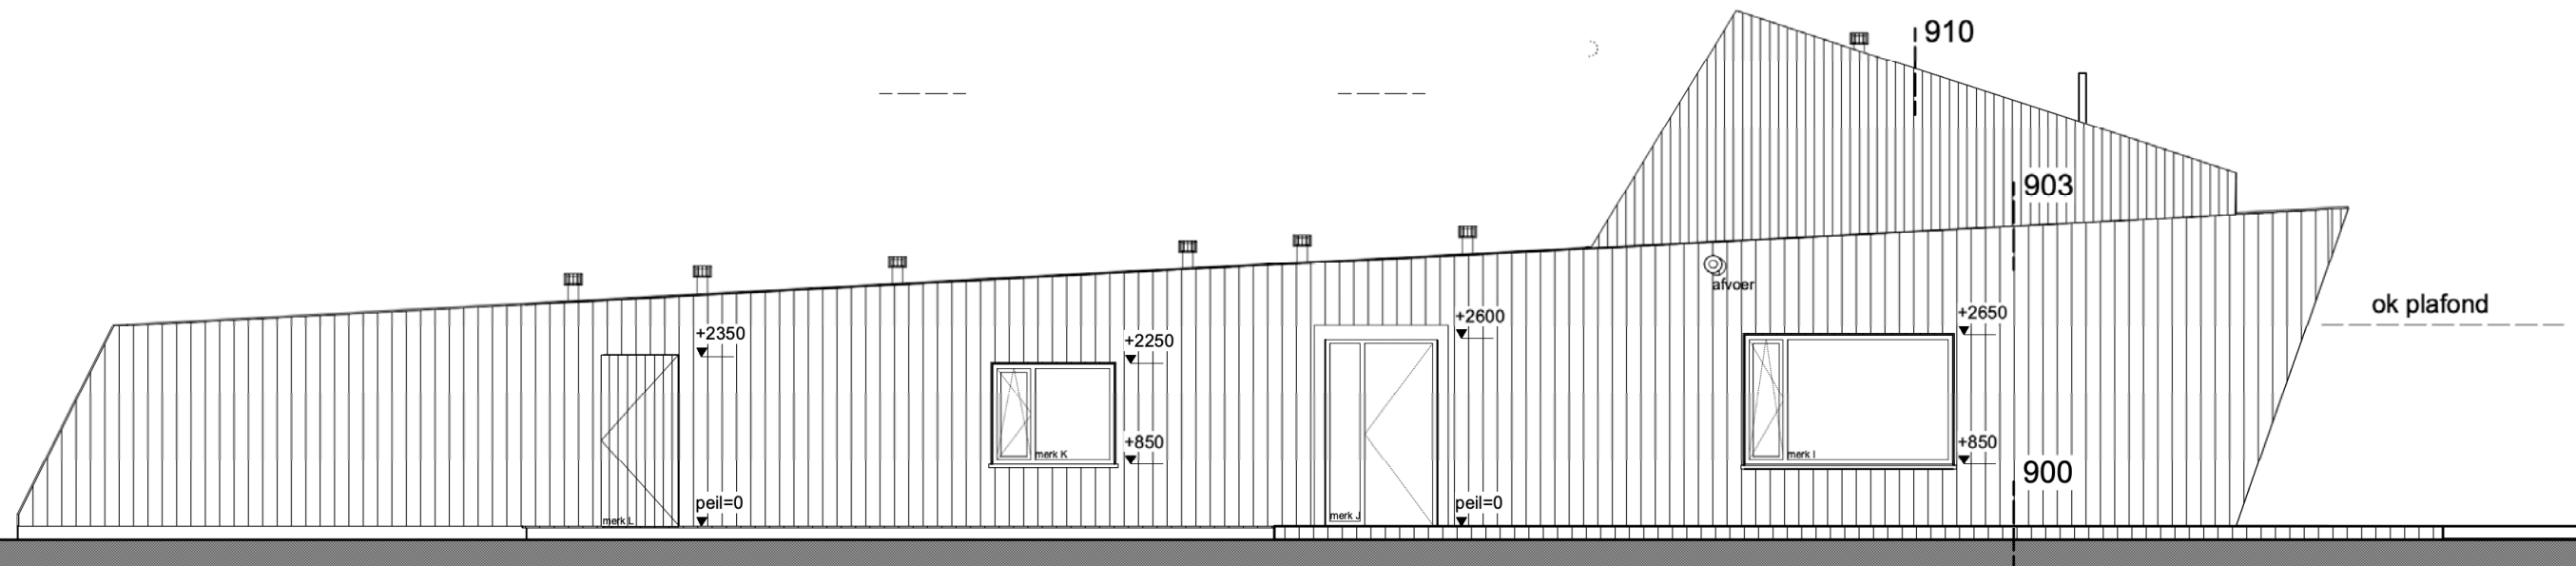 910
903
afvoer
ok plafond
+2350
+2250
+2600
+2650
merk K
+850
merk I
+850
900
merk L
peil=0
merk J
peil=0